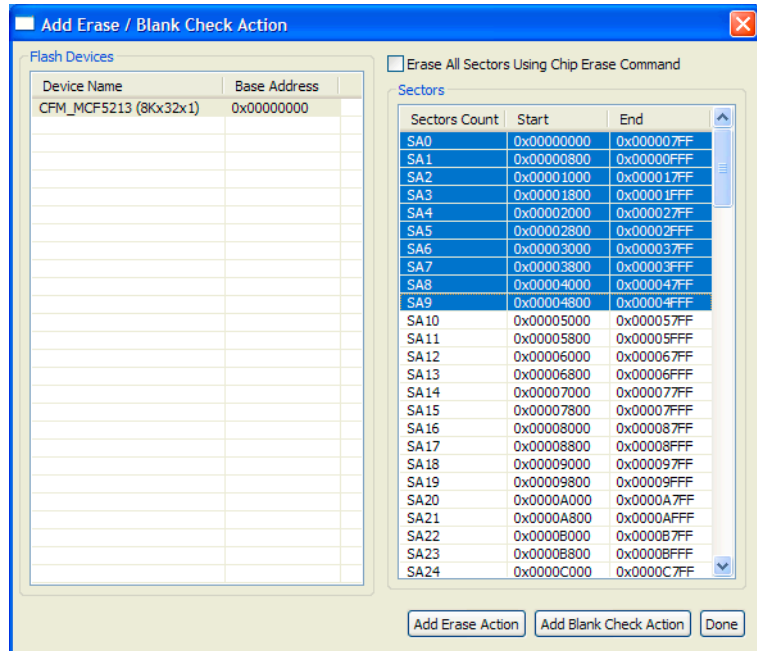 Add Erase / Blank Check Action
Flash Devices
Device Name Base Address
CFM_MCF5213 (8Kx32x1) 0x00000000
Erase All Sectors Using Chip Erase Command
Sectors
Sectors Count Start End
SA0 0x00000000 0x000007FF
SA1 0x00000800 0x00000FFF
SA2 0x00001000 0x000017FF
SA3 0x00001800 0x00001FFF
SA4 0x00002000 0x000027FF
SA5 0x00002800 0x00002FFF
SA6 0x00003000 0x000037FF
SA7 0x00003800 0x00003FFF
SA8 0x00004000 0x000047FF
SA9 0x00004800 0x00004FFF
SA10 0x00005000 0x000057FF
SA11 0x00005800 0x00005FFF
SA12 0x00006000 0x000067FF
SA13 0x00006800 0x00006FFF
SA14 0x00007000 0x000077FF
SA15 0x00007800 0x00007FFF
SA16 0x00008000 0x000087FF
SA17 0x00008800 0x00008FFF
SA18 0x00009000 0x000097FF
SA19 0x00009800 0x00009FFF
SA20 0x0000A000 0x0000A7FF
SA21 0x0000A800 0x0000AFFF
SA22 0x0000B000 0x0000B7FF
SA23 0x0000B800 0x0000BFFF
SA24 0x0000C000 0x0000C7FF
Add Erase Action Add Blank Check Action Done